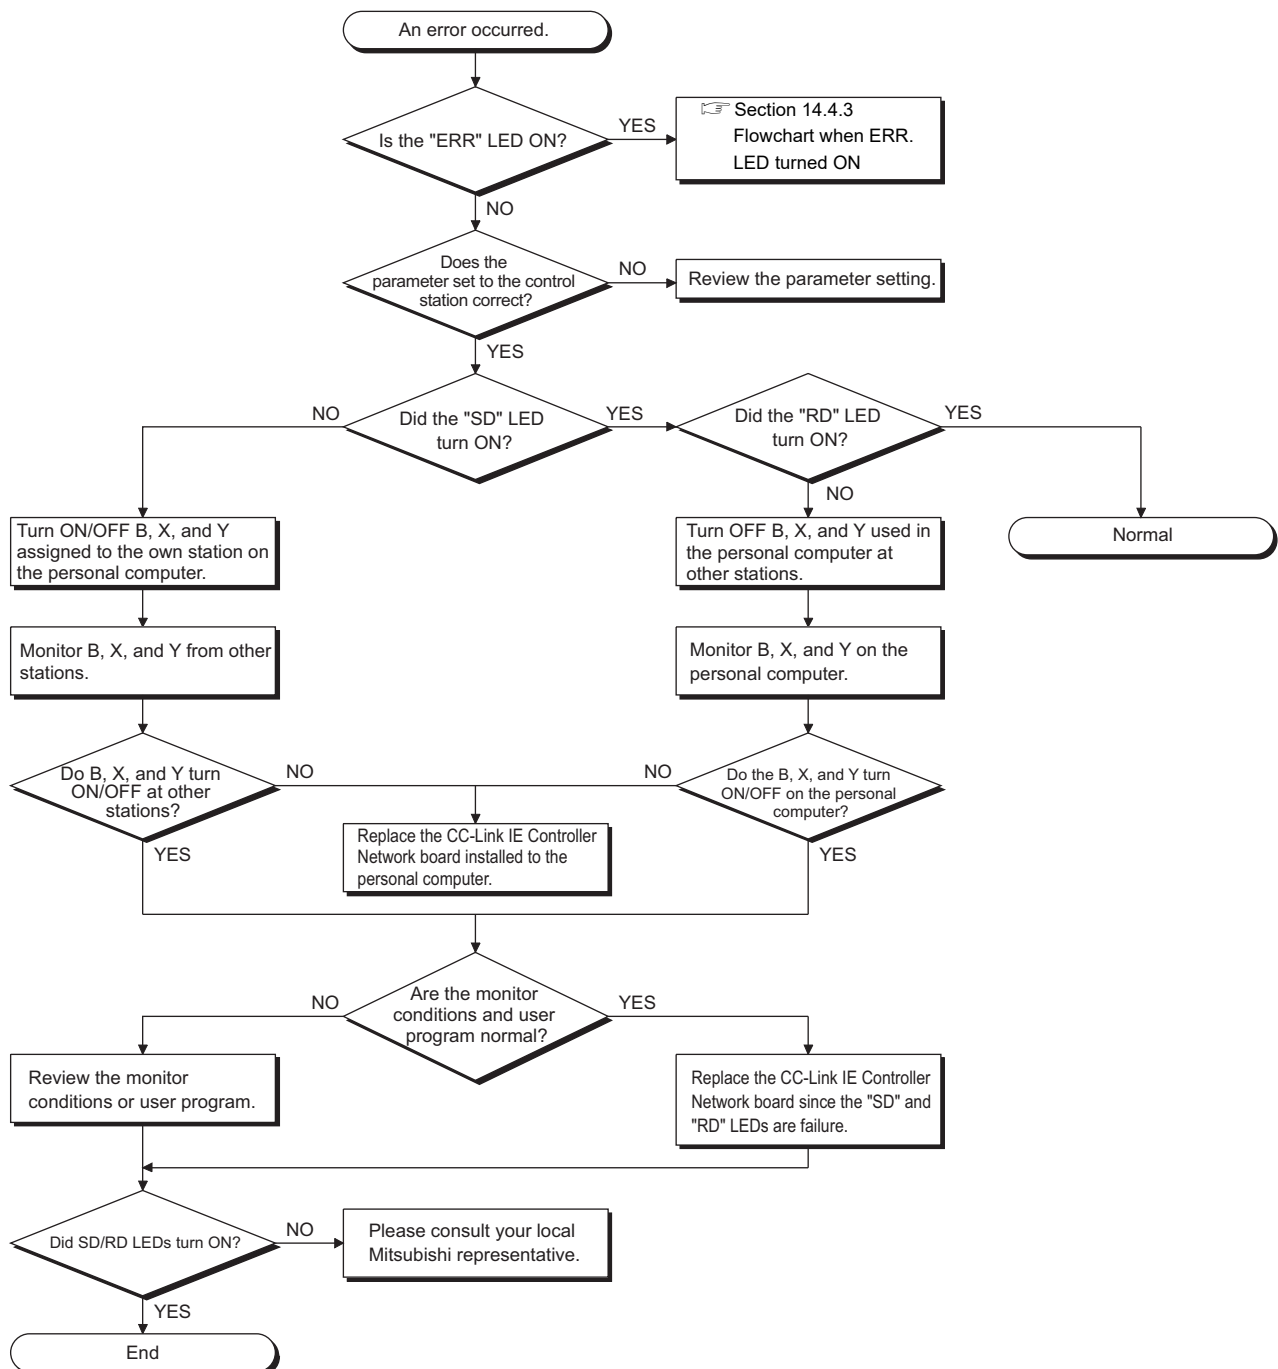 An error occurred.
Is the "ERR" LED ON?
YES
☞ Section 14.4.3
Flowchart when ERR.
LED turned ON
NO
Does the
parameter set to the control
station correct?
NO
Review the parameter setting.
YES
NO
Did the "SD" LED
turn ON?
YES
Did the "RD" LED
turn ON?
YES
NO
Turn ON/OFF B, X, and Y
assigned to the own station on
the personal computer.
Turn OFF B, X, and Y used in
the personal computer at
other stations.
Normal
Monitor B, X, and Y from other
stations.
Monitor B, X, and Y on the
personal computer.
Do B, X, and Y turn
ON/OFF at other
stations?
NO
NO
Do the B, X, and Y turn
ON/OFF on the personal
computer?
Replace the CC-Link IE Controller
Network board installed to the
personal computer.
YES
YES
NO
Are the monitor
conditions and user
program normal?
YES
Review the monitor
conditions or user program.
Replace the CC-Link IE Controller
Network board since the "SD" and
"RD" LEDs are failure.
Did SD/RD LEDs turn ON?
NO
Please consult your local
Mitsubishi representative.
YES
End